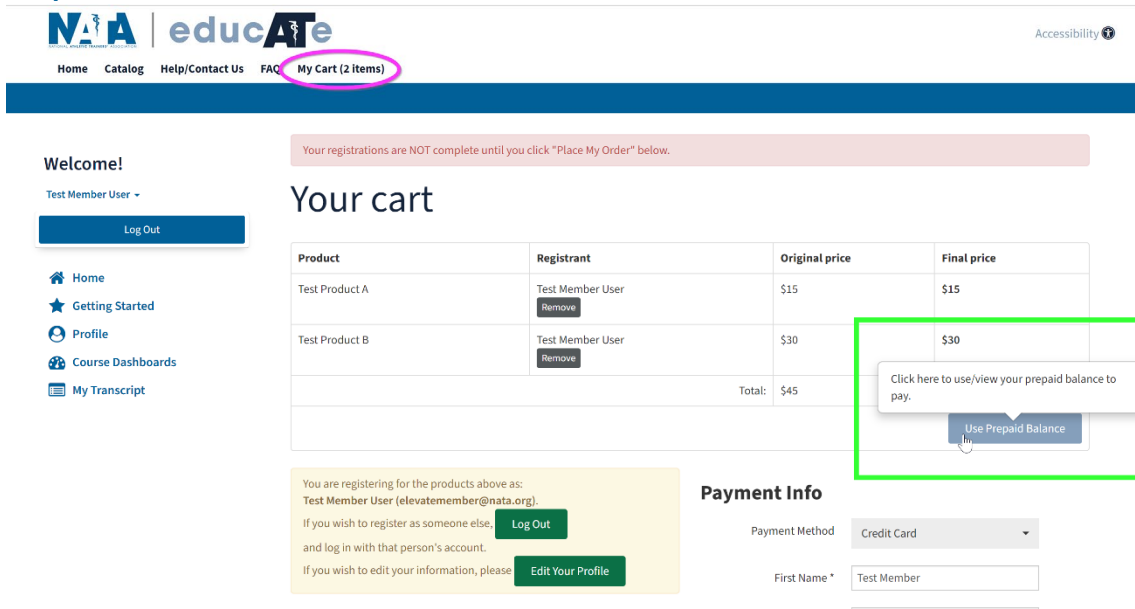 NATA | educATe
NATIONAL ATHLETIC TRAINERS' ASSOCIATION
Accessibility
Home Catalog Help/Contact Us FAQ My Cart (2 items)
Welcome!
Test Member User
Log Out
Home
Getting Started
Profile
Course Dashboards
My Transcript
Your registrations are NOT complete until you click "Place My Order" below.
Your cart
Product Registrant Original price Final price
Test Product A Test Member User $15 $15
Remove
Test Product B Test Member User $30 $30
Remove
Total: $45
Click here to use/view your prepaid balance to
pay.
Use Prepaid Balance
You are registering for the products above as:
Test Member User (elevatemember@nata.org).
If you wish to register as someone else, Log Out
and log in with that person's account.
If you wish to edit your information, please Edit Your Profile
Payment Info
Payment Method Credit Card
First Name * Test Member